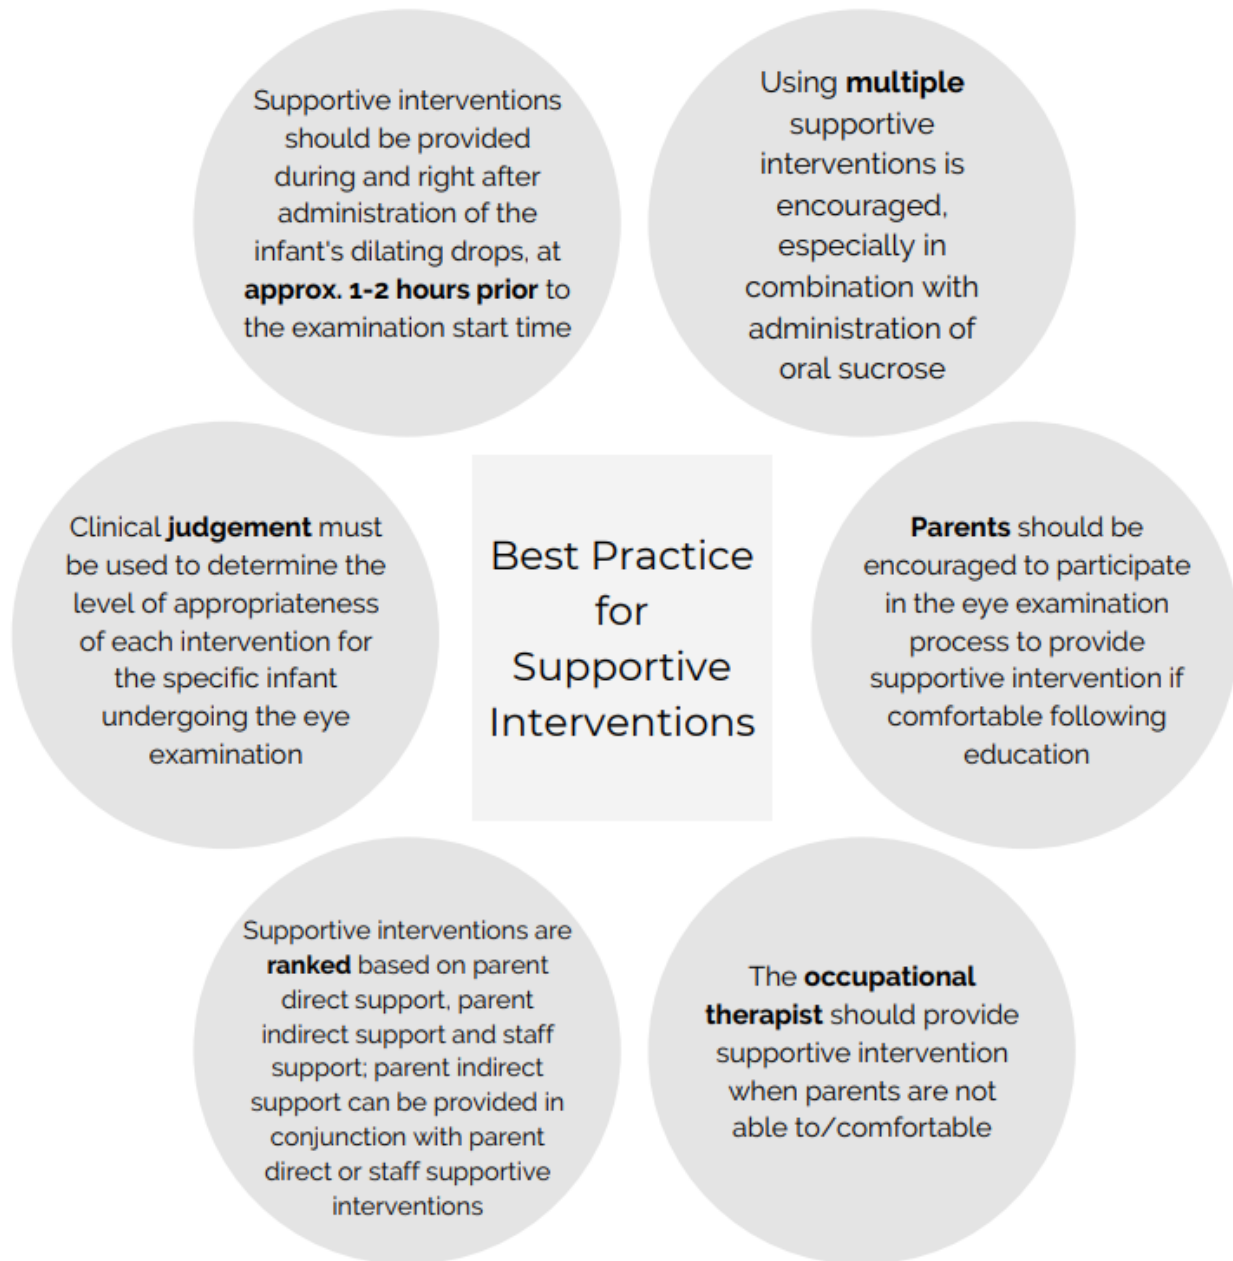 Supportive interventions
should be provided
during and right after
administration of the
infant's dilating drops, at
approx. 1-2 hours prior to
the examination start time
Using multiple
supportive
interventions is
encouraged,
especially in
combination with
administration of
oral sucrose
Clinical judgement must
be used to determine the
level of appropriateness
of each intervention for
the specific infant
undergoing the eye
examination
Best Practice
for
Supportive
Interventions
Parents should be
encouraged to participate
in the eye examination
process to provide
supportive intervention if
comfortable following
education
Supportive interventions are
ranked based on parent
direct support, parent
indirect support and staff
support; parent indirect
support can be provided in
conjunction with parent
direct or staff supportive
interventions
The occupational
therapist should provide
supportive intervention
when parents are not
able to/comfortable